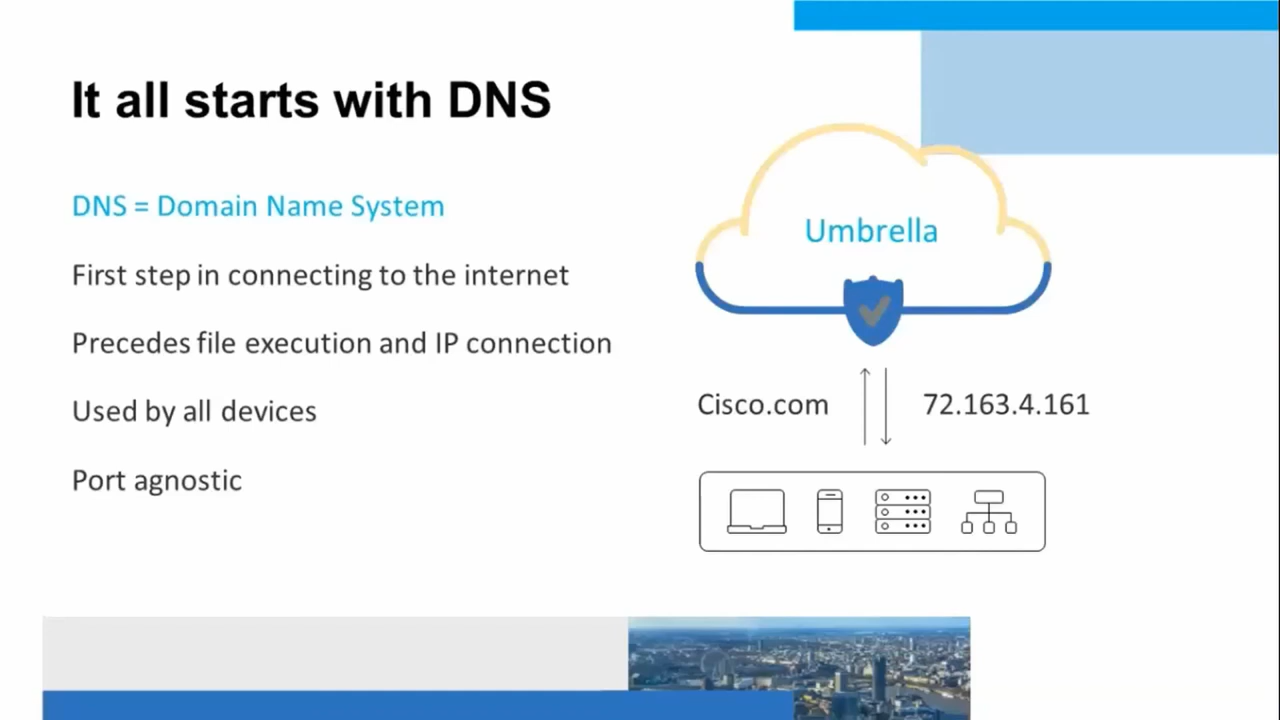 It all starts with DNS
DNS = Domain Name System
First step in connecting to the internet
Precedes file execution and IP connection
Used by all devices
Port agnostic
Umbrella
Cisco.com
72.163.4.161